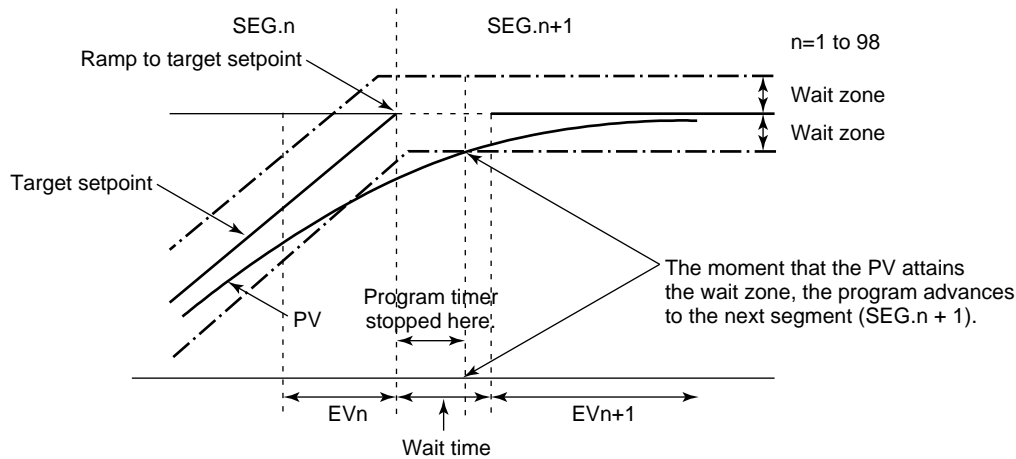 SEG.n
SEG.n+1
n=1 to 98
Ramp to target setpoint
Wait zone
Wait zone
Target setpoint
The moment that the PV attains
the wait zone, the program advances
to the next segment (SEG.n + 1).
Program timer
stopped here.
PV
EVn
EVn+1
Wait time